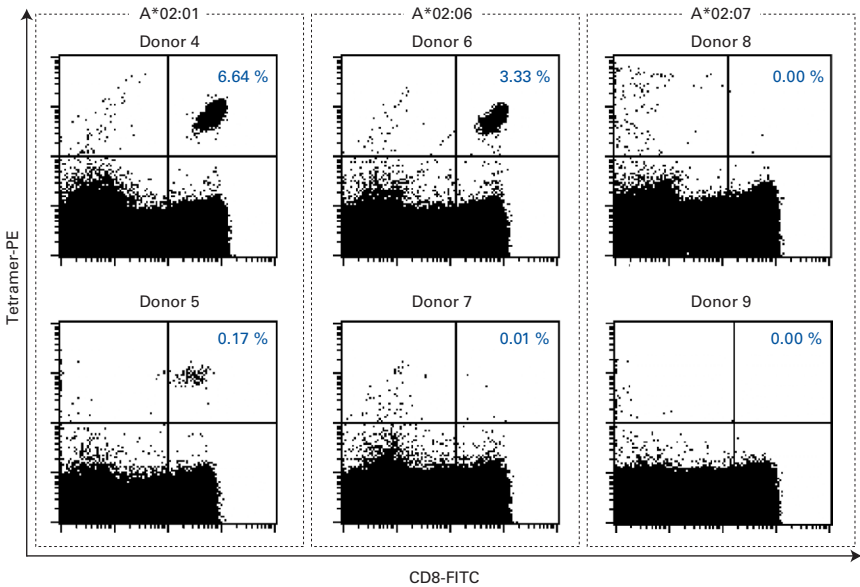 A*02:01
A*02:06
A*02:07
Donor 4
Donor 6
Donor 8
6.64 %
3.33 %
0.00 %
Donor 5
Donor 7
Donor 9
0.17 %
0.01 %
0.00 %
Tetramer-PE
CD8-FITC